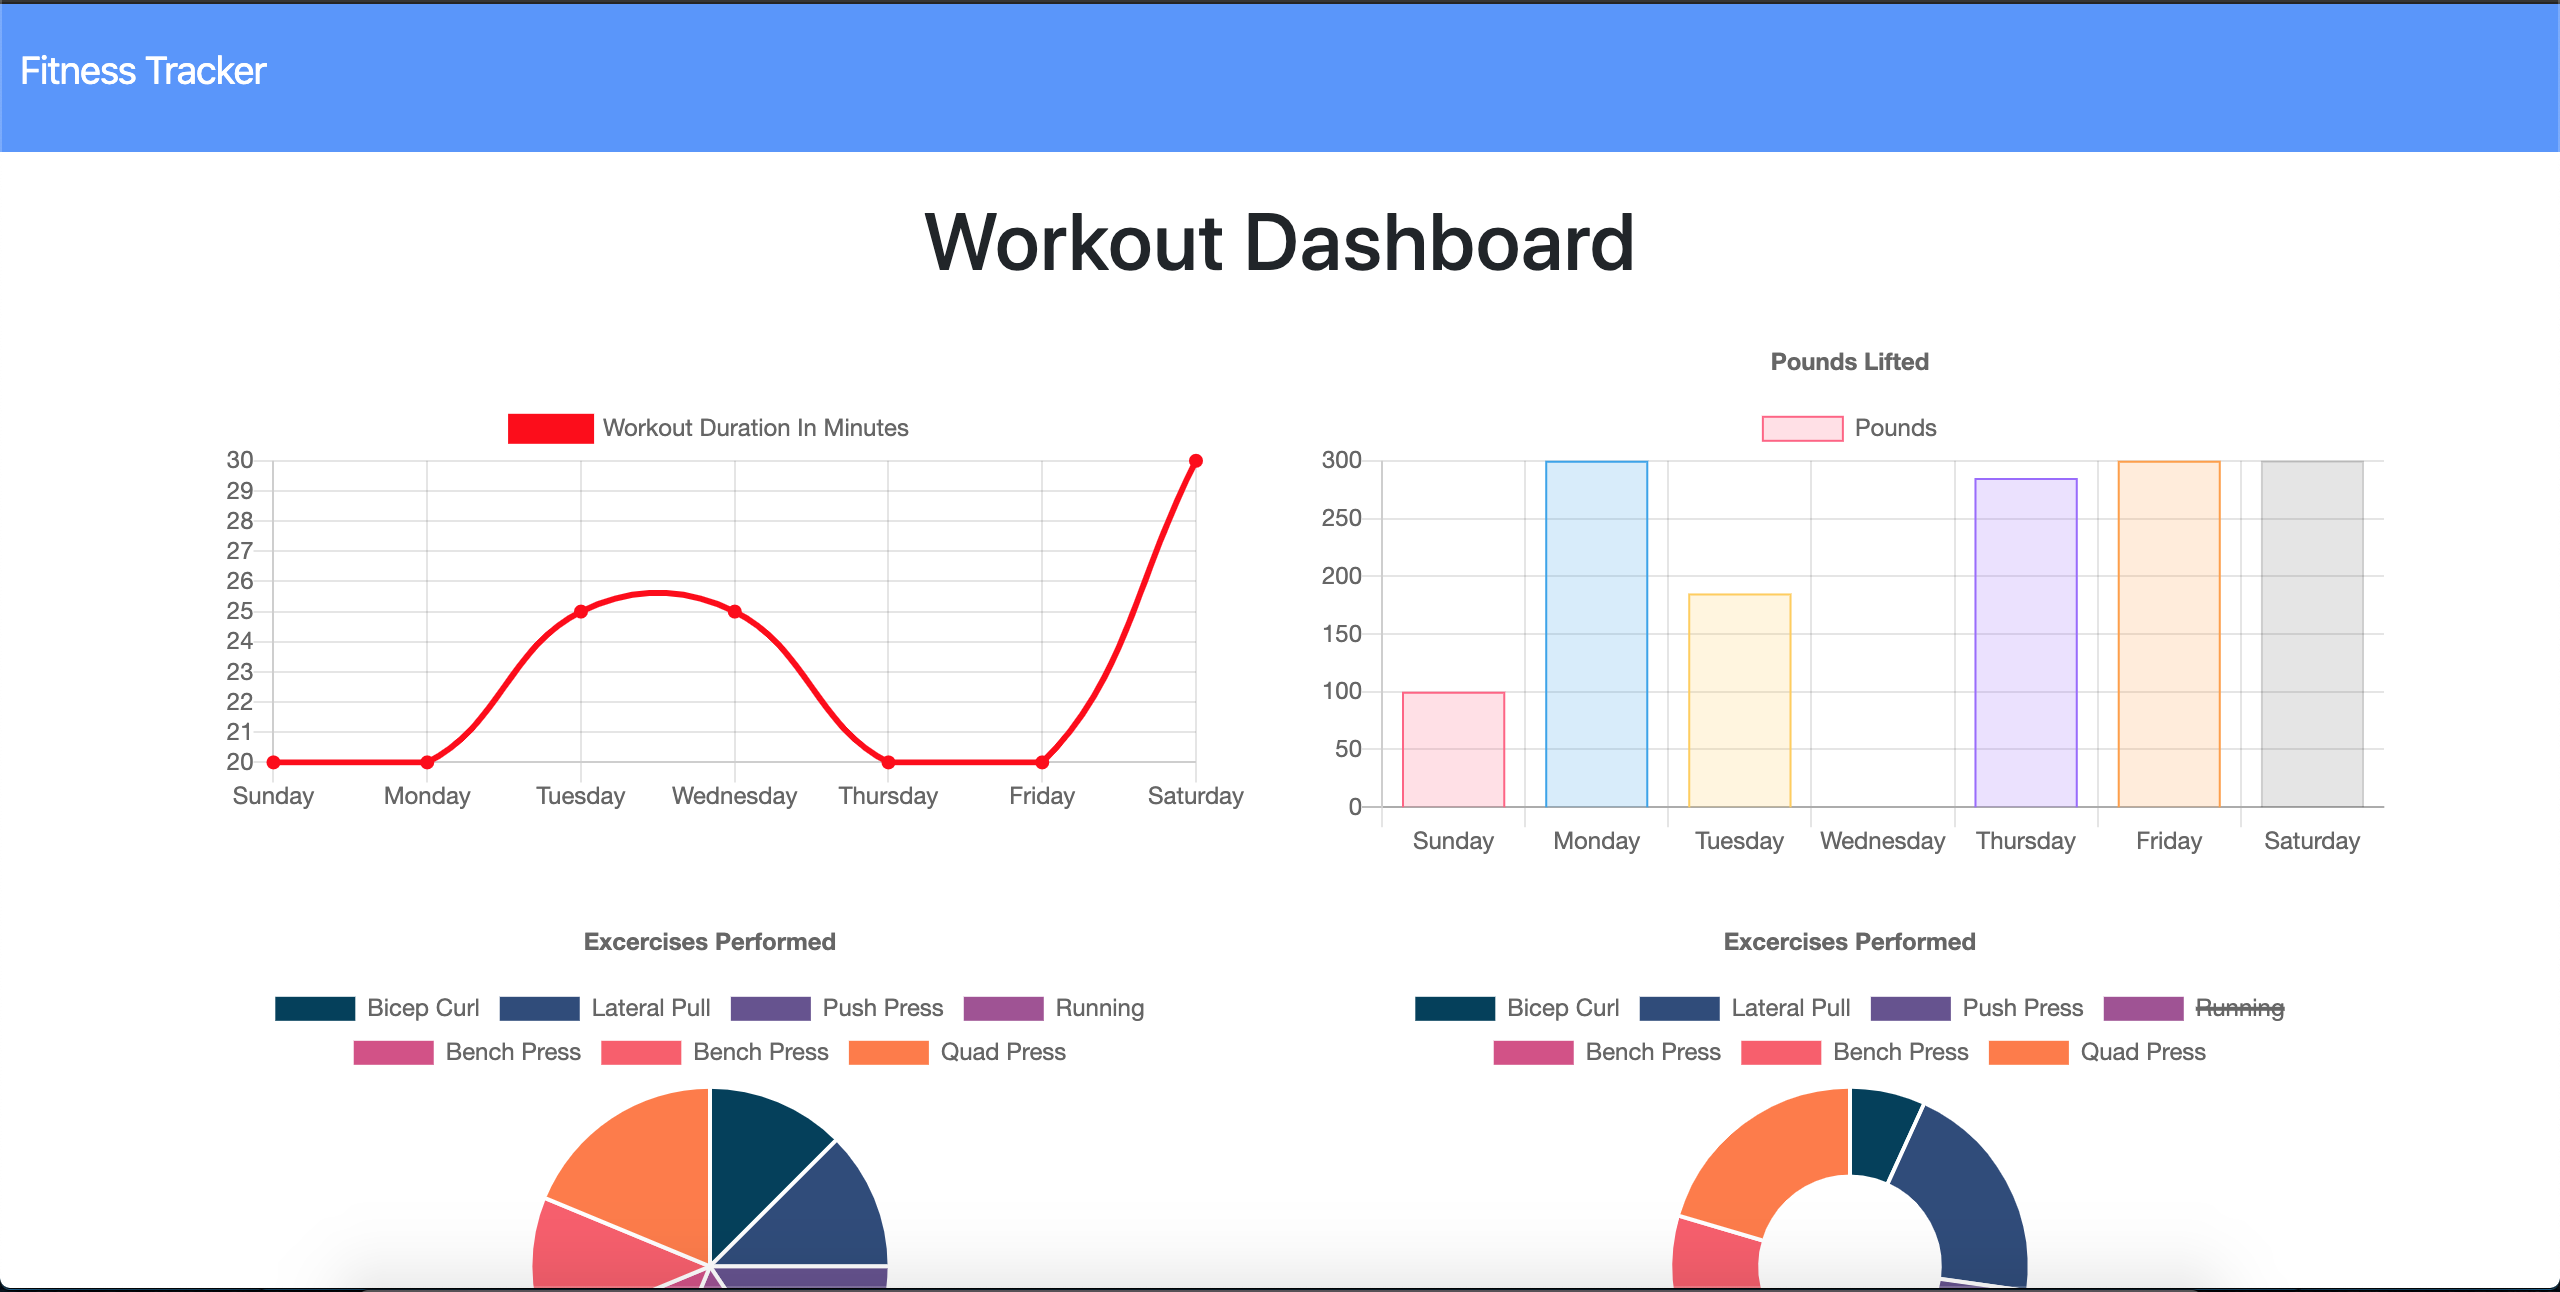 Fitness Tracker
Workout Dashboard
Workout Duration In Minutes
30
29
28
27
26
25
24
23
22
21
20
Sunday Monday Tuesday Wednesday Thursday Friday Saturday
Pounds Lifted
Pounds
300
250
200
150
100
50
0
Sunday Monday Tuesday Wednesday Thursday Friday Saturday
Excercises Performed
Bicep Curl Lateral Pull Push Press Running
Bench Press Bench Press Quad Press
Excercises Performed
Bicep Curl Lateral Pull Push Press Running
Bench Press Bench Press Quad Press